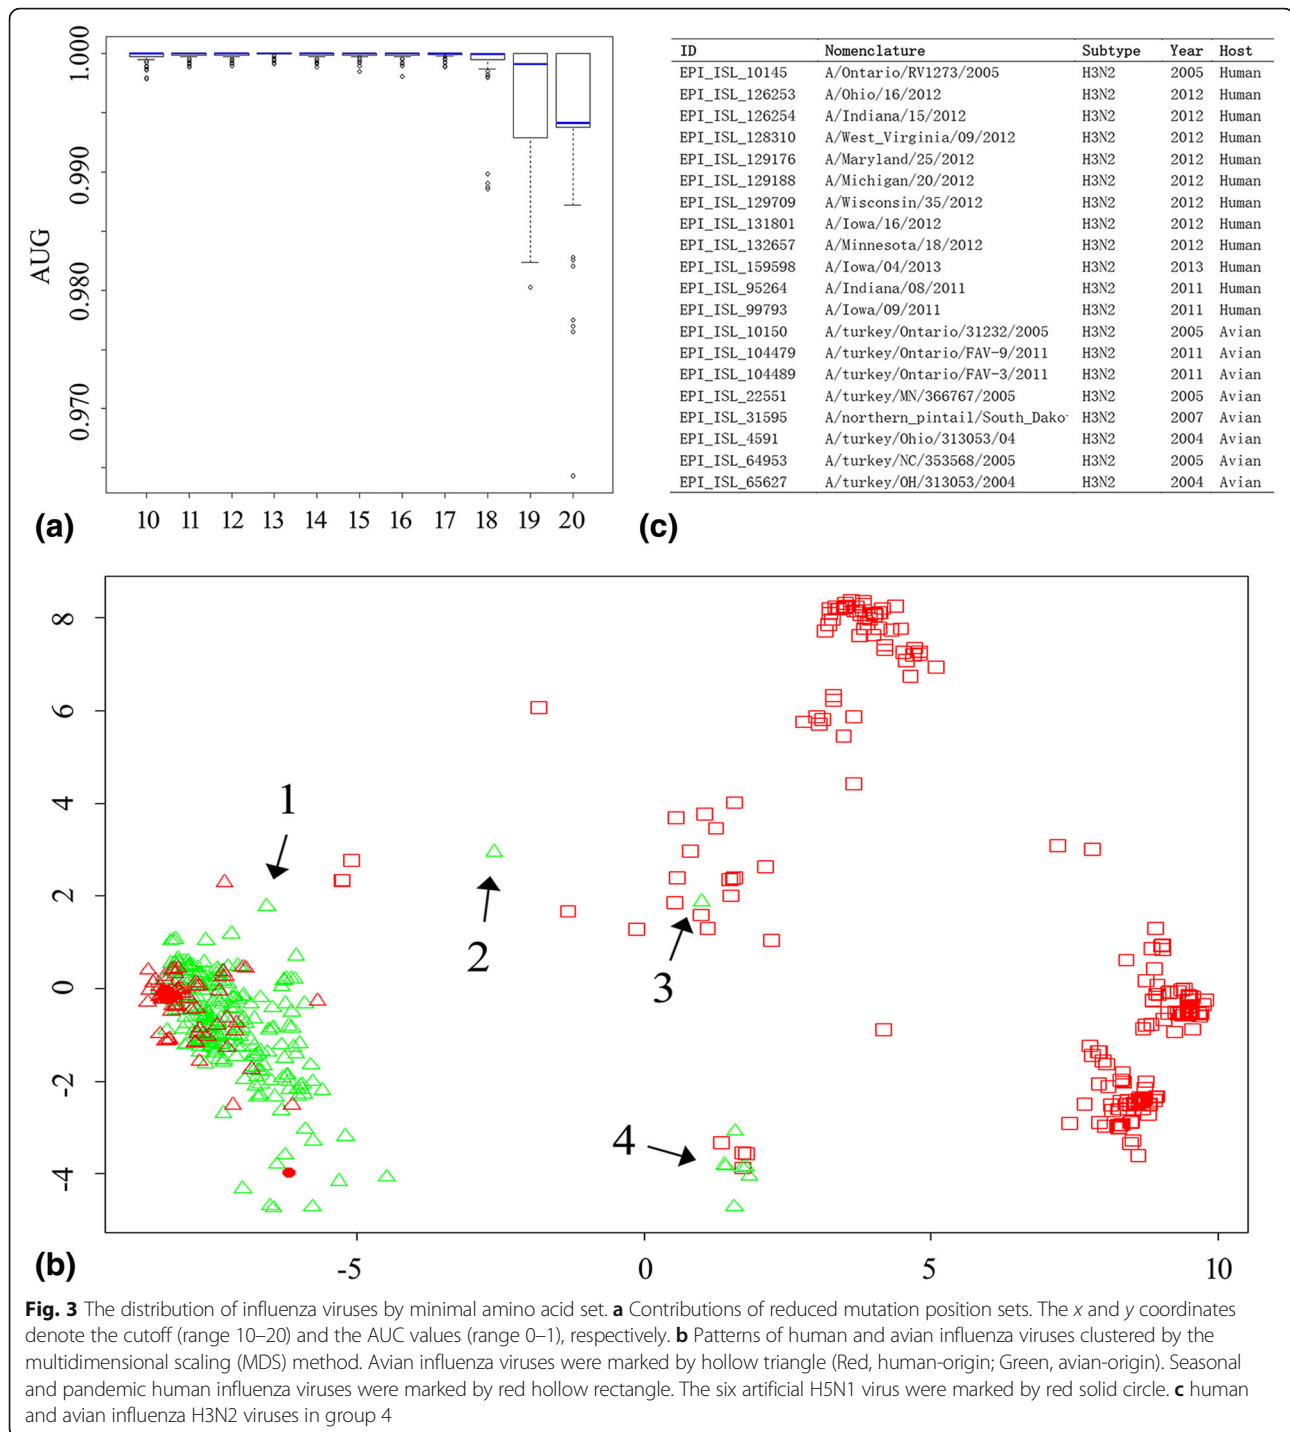 1.000
0.990
0.980
0.970
AUG
10 11 12 13 14 15 16 17 18 19 20
(a)
ID Nomenclature Subtype Year Host
EPI_ISL_10145 A/Ontario/RV1273/2005 H3N2 2005 Human
EPI_ISL_126253 A/Ohio/16/2012 H3N2 2012 Human
EPI_ISL_126254 A/Indiana/15/2012 H3N2 2012 Human
EPI_ISL_128310 A/West_Virginia/09/2012 H3N2 2012 Human
EPI_ISL_129176 A/Maryland/25/2012 H3N2 2012 Human
EPI_ISL_129188 A/Michigan/20/2012 H3N2 2012 Human
EPI_ISL_129709 A/Wisconsin/35/2012 H3N2 2012 Human
EPI_ISL_131801 A/Iowa/16/2012 H3N2 2012 Human
EPI_ISL_132657 A/Minnesota/18/2012 H3N2 2012 Human
EPI_ISL_159598 A/Iowa/04/2013 H3N2 2013 Human
EPI_ISL_95264 A/Indiana/08/2011 H3N2 2011 Human
EPI_ISL_99793 A/Iowa/09/2011 H3N2 2011 Human
EPI_ISL_10150 A/turkey/Ontario/31232/2005 H3N2 2005 Avian
EPI_ISL_104479 A/turkey/Ontario/FAV-9/2011 H3N2 2011 Avian
EPI_ISL_104489 A/turkey/Ontario/FAV-3/2011 H3N2 2011 Avian
EPI_ISL_22551 A/turkey/MN/366767/2005 H3N2 2005 Avian
EPI_ISL_31595 A/northern_pintail/South_Dako H3N2 2007 Avian
EPI_ISL_4591 A/turkey/Ohio/313053/04 H3N2 2004 Avian
EPI_ISL_64953 A/turkey/NC/353568/2005 H3N2 2005 Avian
EPI_ISL_65627 A/turkey/OH/313053/2004 H3N2 2004 Avian
(c)
8
6
4
2
0
-2
-4
1
2
3
4
-5 0 5 10
(b)
Fig. 3 The distribution of influenza viruses by minimal amino acid set. a Contributions of reduced mutation position sets. The x and y coordinates
denote the cutoff (range 10–20) and the AUC values (range 0–1), respectively. b Patterns of human and avian influenza viruses clustered by the
multidimensional scaling (MDS) method. Avian influenza viruses were marked by hollow triangle (Red, human-origin; Green, avian-origin). Seasonal
and pandemic human influenza viruses were marked by red hollow rectangle. The six artificial H5N1 virus were marked by red solid circle. c human
and avian influenza H3N2 viruses in group 4